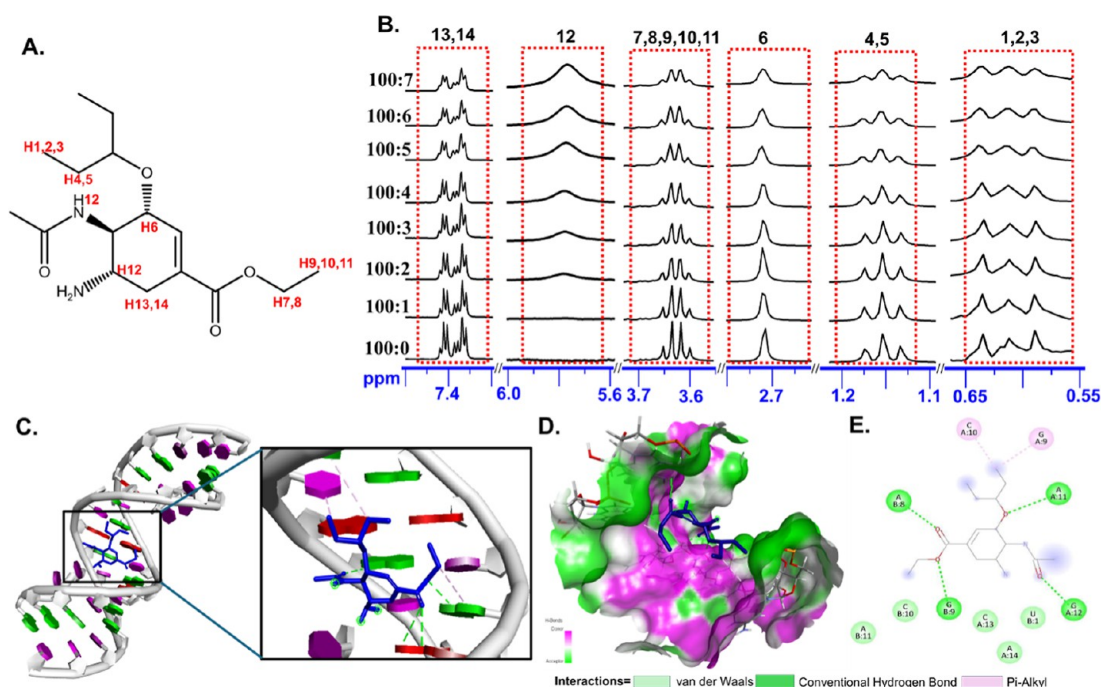 A.
H1,2,3
H4,5
O
H12
N
H6
O
H12
H2N
H13,14
O
H9,10,11
H7,8
O
B.
13,14 12 7,8,9,10,11 6 4,5 1,2,3
100:7
100:6
100:5
100:4
100:3
100:2
100:1
100:0
ppm
7.4 6.0 5.6 3.7 3.6 2.7 1.2 1.1 0.65 0.55
C.
D.
H-Bonds
Donor
Acceptor
E.
C
A:10
G
A:9
A
B:8
A
A:11
C
B:10
G
B:9
C
A:13
U
B:1
G
A:12
A
B:11
A
A:14
Interactions= van der Waals Conventional Hydrogen Bond Pi-Alkyl